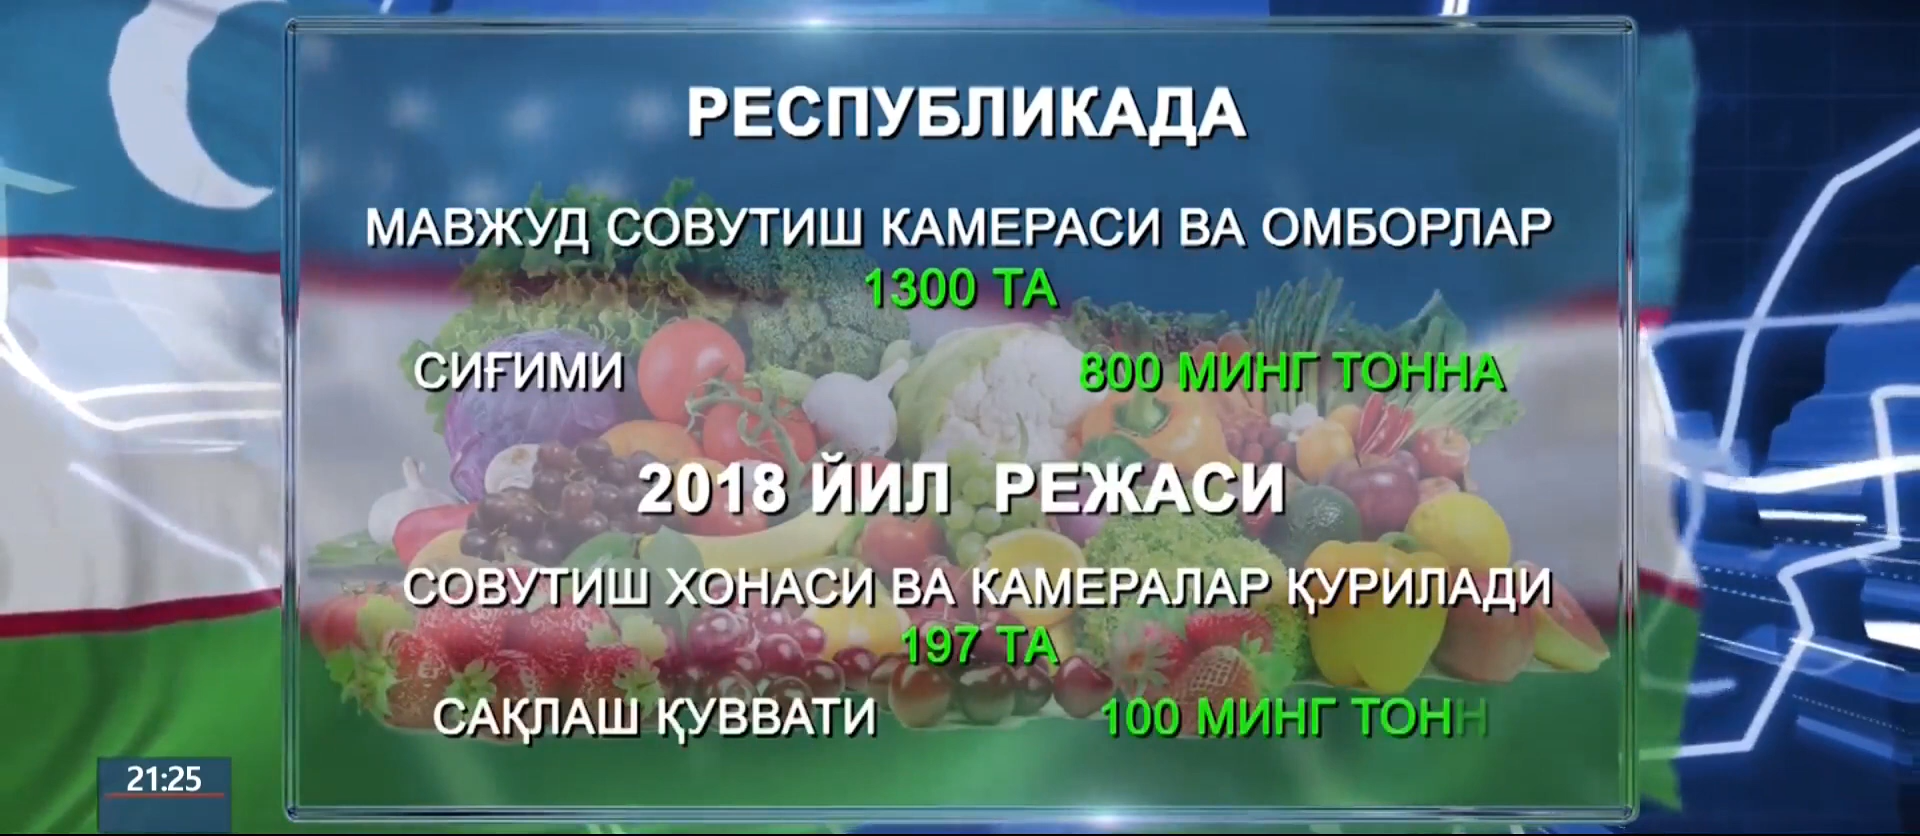 РЕСПУБЛИКАДА
МАВЖУД СОВУТИШ КАМЕРАСИ ВА ОМБОРЛАР
1300 ТА
СИҒИМИ 800 МИНГ ТОННА
2018 ЙИЛ РЕЖАСИ
СОВУТИШ ХОНАСИ ВА КАМЕРАЛАР ҚУРИЛАДИ
197 ТА
САҚЛАШ ҚУВВАТИ 100 МИНГ ТОНН
21:25